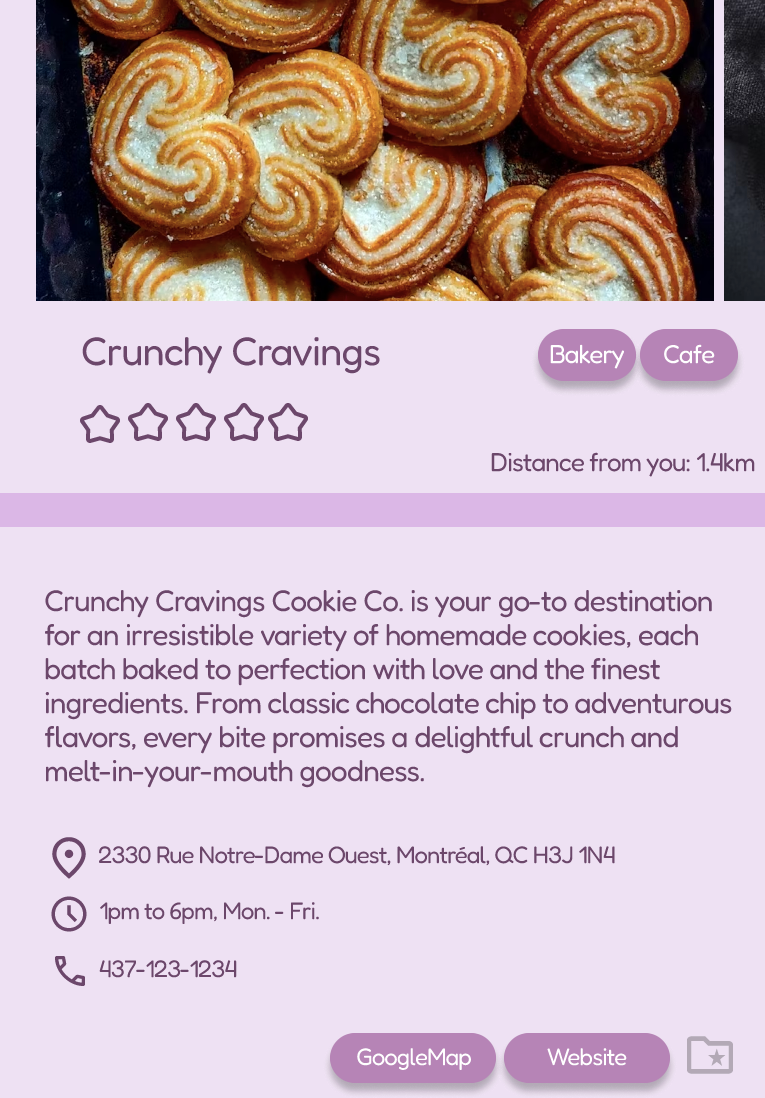 Crunchy Cravings
Bakery
Cafe
Distance from you: 1.4km
Crunchy Cravings Cookie Co. is your go-to destination
for an irresistible variety of homemade cookies, each
batch baked to perfection with love and the finest
ingredients. From classic chocolate chip to adventurous
flavors, every bite promises a delightful crunch and
melt-in-your-mouth goodness.
2330 Rue Notre-Dame Ouest, Montréal, QC H3J 1N4
1pm to 6pm, Mon. - Fri.
437-123-1234
GoogleMap
Website